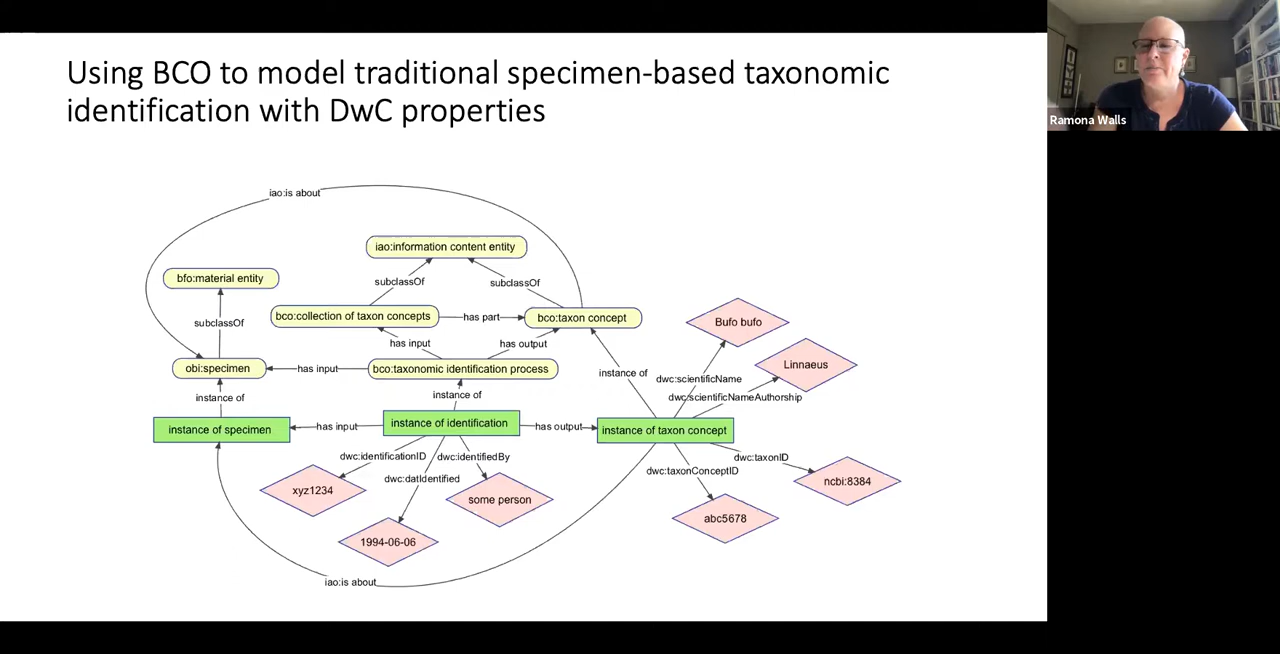 Using BCO to model traditional specimen-based taxonomic
identification with DwC properties
Ramona Walls
iao:is about
iao:information content entity
bfo:material entity
subclassOf
subclassOf
bco:collection of taxon concepts
has part
bco:taxon concept
Bufo bufo
subclassOf
has input
has output
Linnaeus
obi:specimen
has input
bco:taxonomic identification process
instance of
dwc:scientificName
instance of
instance of
dwc:scientificNameAuthorship
instance of specimen
has input
instance of identification
has output
instance of taxon concept
dwc:identificationID
dwc:identifiedBy
dwc:taxonID
dwc:datIdentified
dwc:taxonConceptID
xyz1234
some person
ncbi:8384
abc5678
1994-06-06
iao:is about